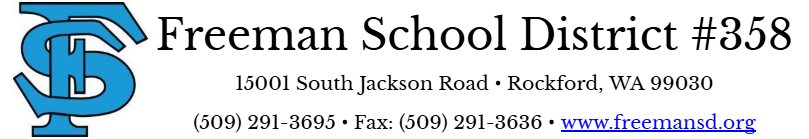 Freeman School District #358
15001 South Jackson Road • Rockford, WA 99030
(509) 291-3695 • Fax: (509) 291-3636 • www.freemansd.org